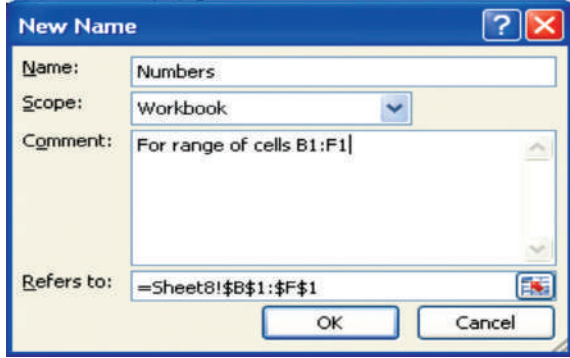 New Name
Name: Numbers
Scope: Workbook
Comment: For range of cells B1:F1
Refers to: =Sheet8!$B$1:$F$1
OK Cancel